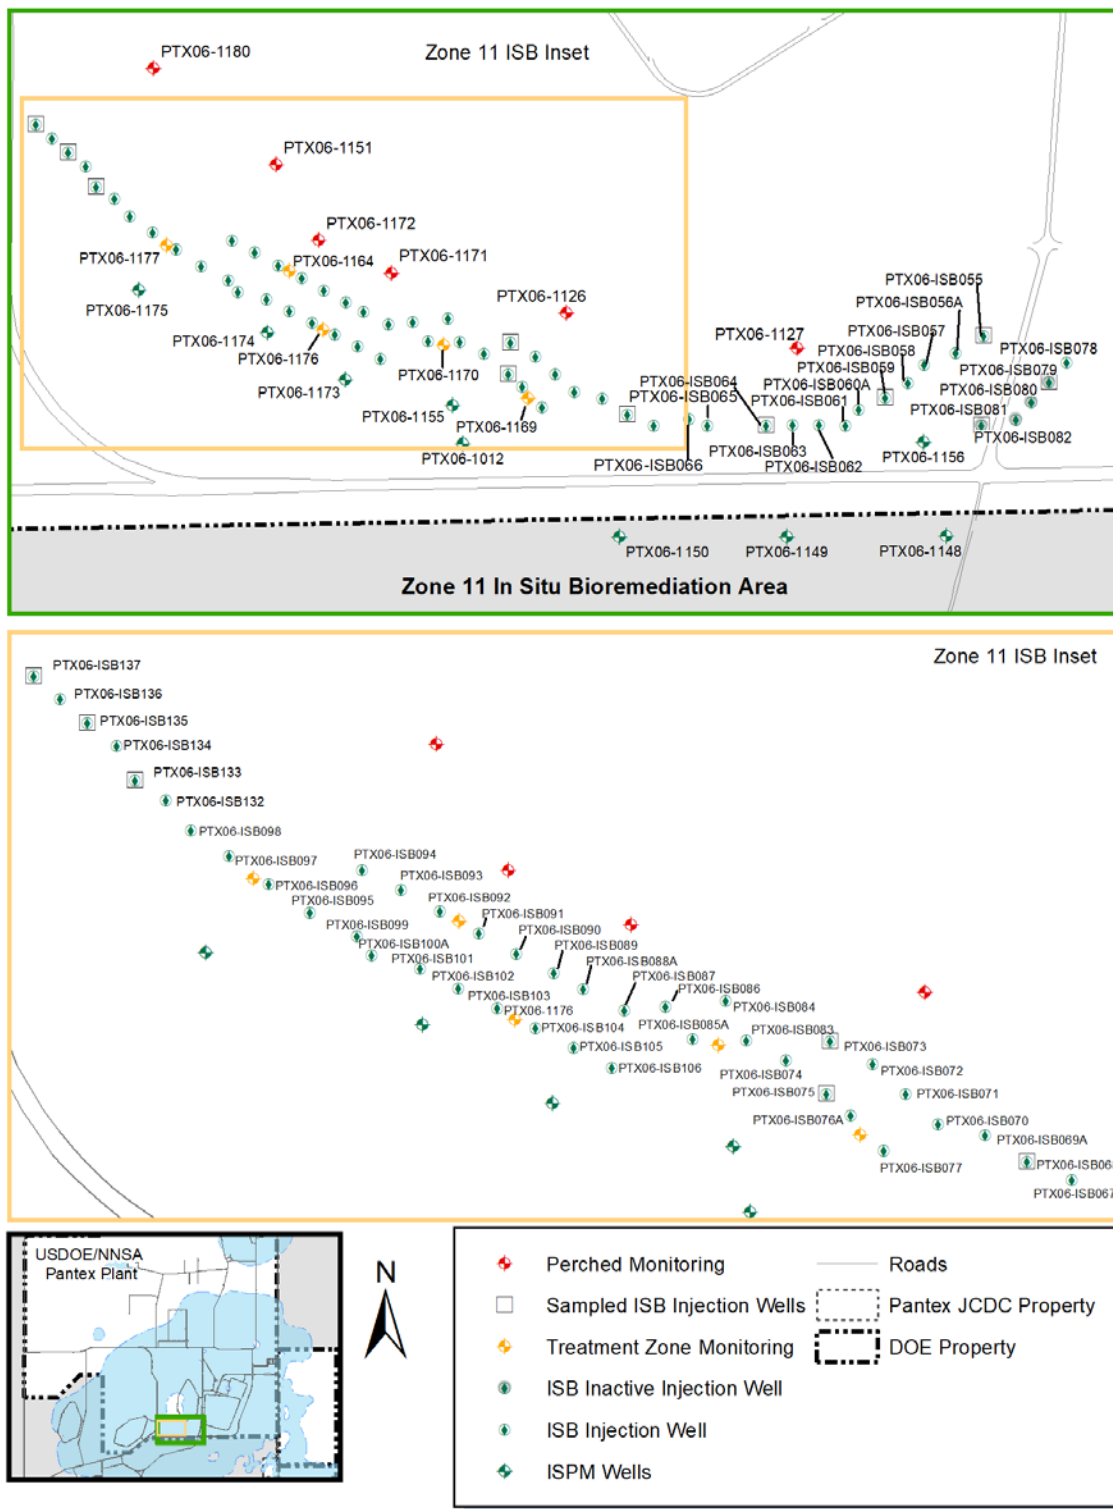 PTX06-1180
Zone 11 ISB Inset
PTX06-1151
PTX06-1172
PTX06-1177
PTX06-1164
PTX06-1171
PTX06-1175
PTX06-1126
PTX06-1174
PTX06-1176
PTX06-1170
PTX06-1173
PTX06-1155
PTX06-1169
PTX06-1012
PTX06-ISB055
PTX06-ISB056A
PTX06-1127
PTX06-ISB057
PTX06-ISB058
PTX06-ISB078
PTX06-ISB059
PTX06-ISB079
PTX06-ISB064
PTX06-ISB060A
PTX06-ISB080
PTX06-ISB065
PTX06-ISB061
PTX06-ISB081
PTX06-ISB082
PTX06-ISB063
PTX06-1156
PTX06-ISB066
PTX06-ISB062
PTX06-1150
PTX06-1149
PTX06-1148
Zone 11 In Situ Bioremediation Area
Zone 11 ISB Inset
PTX06-ISB137
PTX06-ISB136
PTX06-ISB135
PTX06-ISB134
PTX06-ISB133
PTX06-ISB132
PTX06-ISB098
PTX06-ISB097
PTX06-ISB094
PTX06-ISB093
PTX06-ISB096
PTX06-ISB095
PTX06-ISB092
PTX06-ISB091
PTX06-ISB099
PTX06-ISB090
PTX06-ISB100A
PTX06-ISB089
PTX06-ISB101
PTX06-ISB088A
PTX06-ISB102
PTX06-ISB087
PTX06-ISB103
PTX06-ISB086
PTX06-1176
PTX06-ISB084
PTX06-ISB104
PTX06-ISB085A
PTX06-ISB083
PTX06-ISB105
PTX06-ISB073
PTX06-ISB106
PTX06-ISB074
PTX06-ISB072
PTX06-ISB075
PTX06-ISB071
PTX06-ISB076A
PTX06-ISB070
PTX06-ISB069A
PTX06-ISB077
PTX06-ISB068
PTX06-ISB067
USDOE/NNSA
Pantex Plant
N
Perched Monitoring
Sampled ISB Injection Wells
Treatment Zone Monitoring
ISB Inactive Injection Well
ISB Injection Well
ISPM Wells
Roads
Pantex JCDC Property
DOE Property